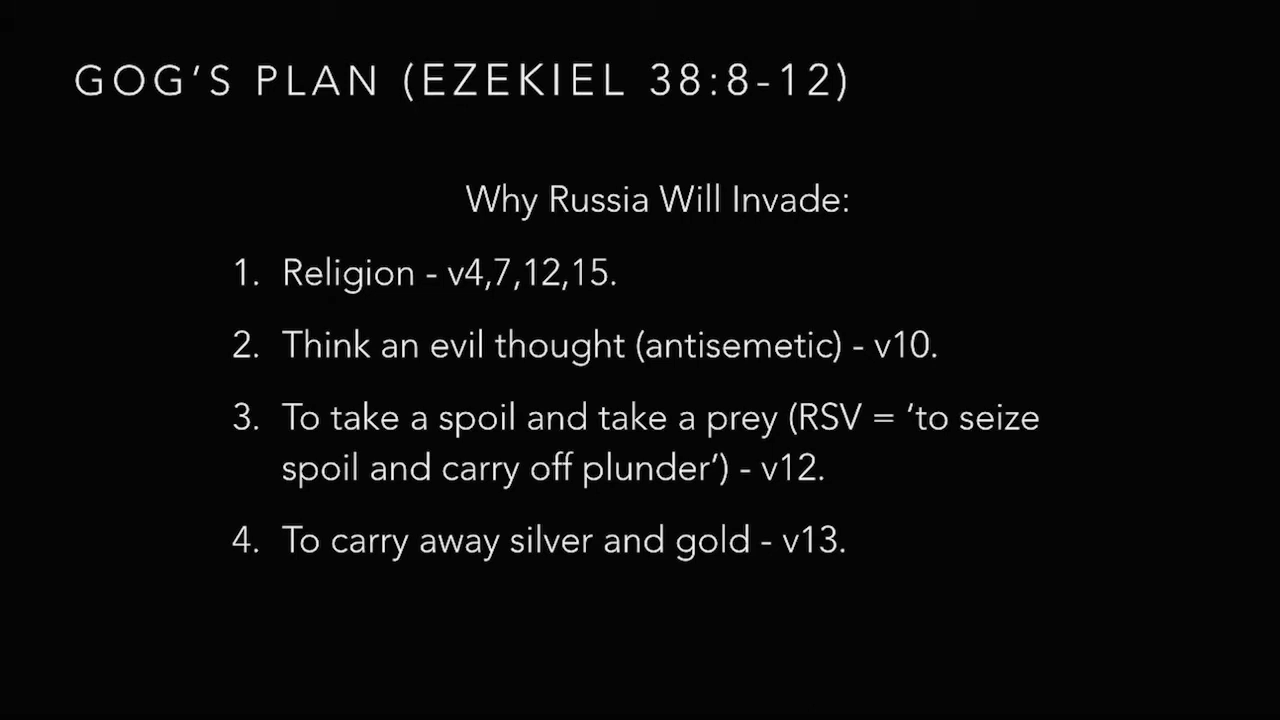 GOG’S PLAN (EZEKIEL 38:8-12)
Why Russia Will Invade:
1. Religion - v4,7,12,15.
2. Think an evil thought (antisemetic) - v10.
3. To take a spoil and take a prey (RSV = ‘to seize
spoil and carry off plunder’) - v12.
4. To carry away silver and gold - v13.